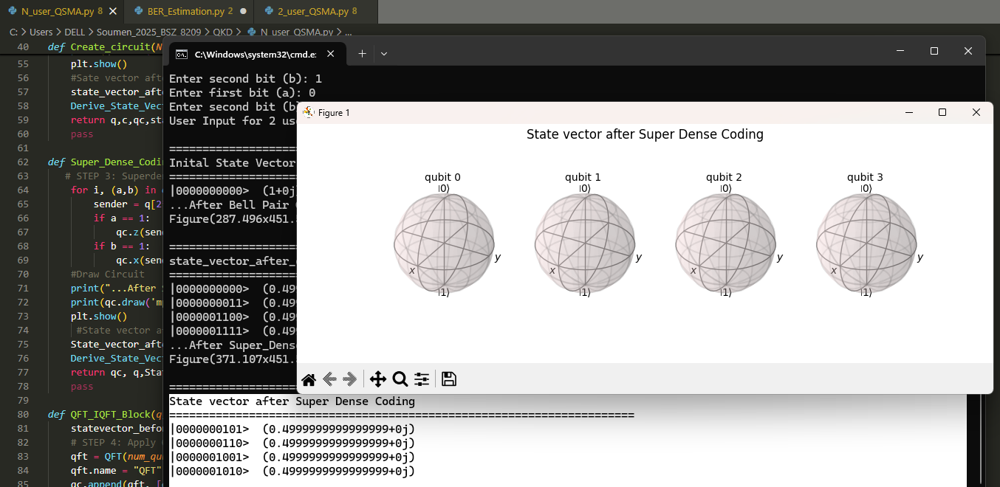 N_user_QSMA.py 8 BER_Estimation.py 2 2_user_QSMA.py 8
C: > Users > DELL > Soumen_2025_BSZ_8209 > QKD > N_user_QSMA.py > ...
40 def Create_circuit(N
55 plt.show()
56 #Sate vector aft
57 state_vector_aft
58 Derive_State_Vec
59 return q,c,qc,sta
60 pass
61
62 def Super_Dense_Codi
63 # STEP 3: Superde
64 for i, (a,b) in
65 sender = q[2
66 if a == 1:
67 qc.z(sen
68 if b == 1:
69 qc.x(sen
70 #Draw Circuit
71 print("...After S
72 print(qc.draw('m
73 plt.show()
74 #State vector a
75 State_vector_aft
76 Derive_State_Vec
77 return qc, q,Sta
78 pass
79
80 def QFT_IQFT_Block(q
81 statevector_befo
82 # STEP 4: Apply
83 qft = QFT(num_qu
84 qft.name = "QFT"
85 qc.append(qft, [
C:\Windows\system32\cmd.e:
Enter second bit (b): 1
Enter first bit (a): 0
Enter second bit (b
User Input for 2 use
====================
Inital State Vector
====================
|0000000000> (1+0j
...After Bell Pair
Figure(287.496x451.
====================
state_vector_after_
====================
|0000000000> (0.499
|0000000011> (0.499
|0000001100> (0.499
|0000001111> (0.499
...After Super_Dense
Figure(371.107x451.
====================
State vector after Super Dense Coding
======================================================================
|0000000101> (0.4999999999999999+0j)
|0000000110> (0.4999999999999999+0j)
|0000001001> (0.4999999999999999+0j)
|0000001010> (0.4999999999999999+0j)
Figure 1
State vector after Super Dense Coding
qubit 0 qubit 1 qubit 2 qubit 3
|0⟩ |0⟩ |0⟩ |0⟩
y y y y
x x x x
|1⟩ |1⟩ |1⟩ |1⟩